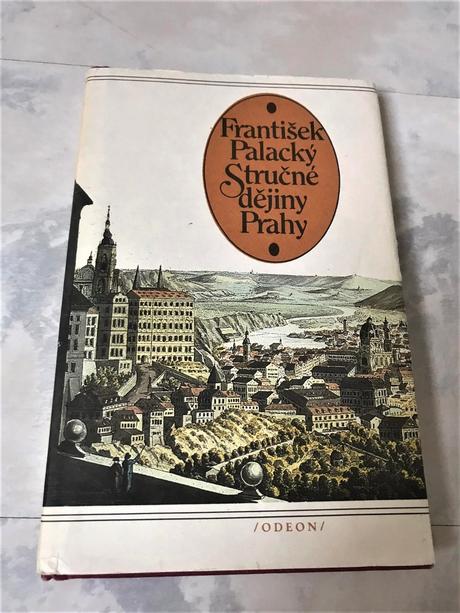 František
Palacký
Stručné
dějiny
Prahy
/ODEON/